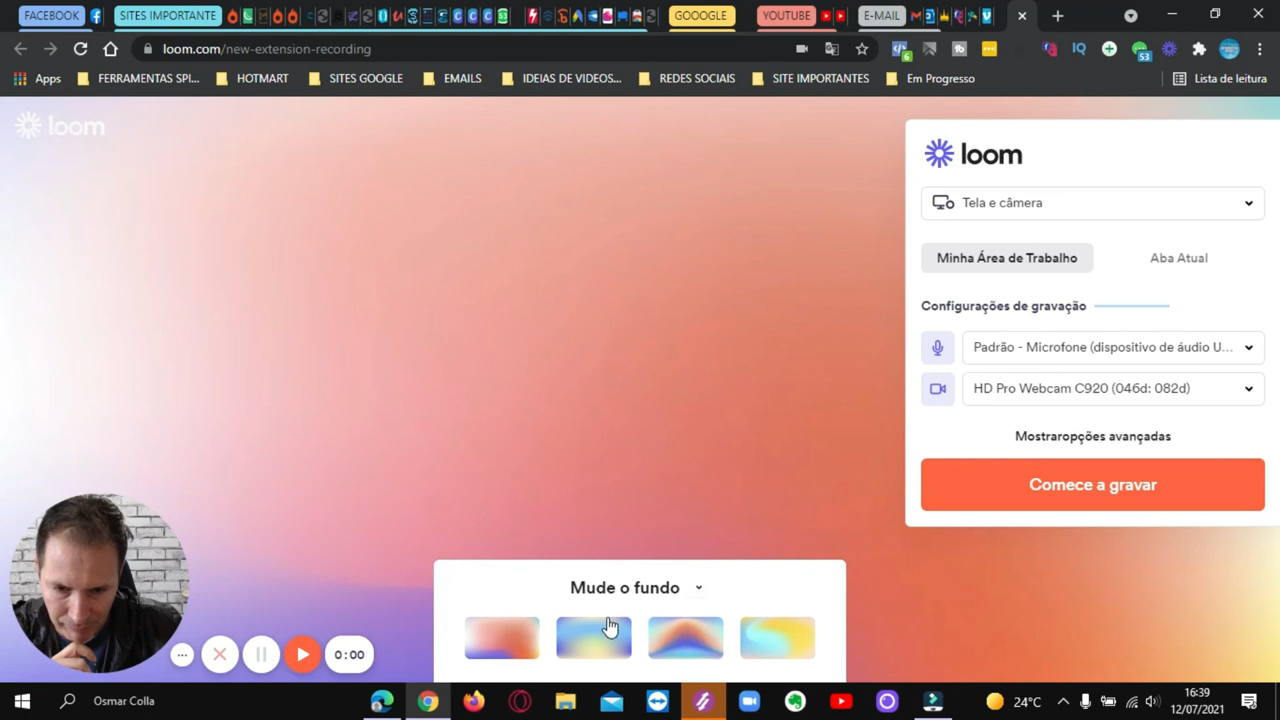 FACEBOOK
SITES IMPORTANTE
GOOOGLE
YOUTUBE
E-MAIL
loom.com/new-extension-recording
6
IQ
53
Apps
FERRAMENTAS SPI...
HOTMART
SITES GOOGLE
EMAILS
IDEIAS DE VIDEOS...
REDES SOCIAIS
SITE IMPORTANTES
Em Progresso
Lista de leitura
loom
loom
Tela e câmera
Minha Área de Trabalho
Aba Atual
Configurações de gravação
Padrão - Microfone (dispositivo de áudio U...
HD Pro Webcam C920 (046d: 082d)
Mostraropções avançadas
Comece a gravar
Mude o fundo
0:00
Osmar Colla
24°C
16:39
12/07/2021